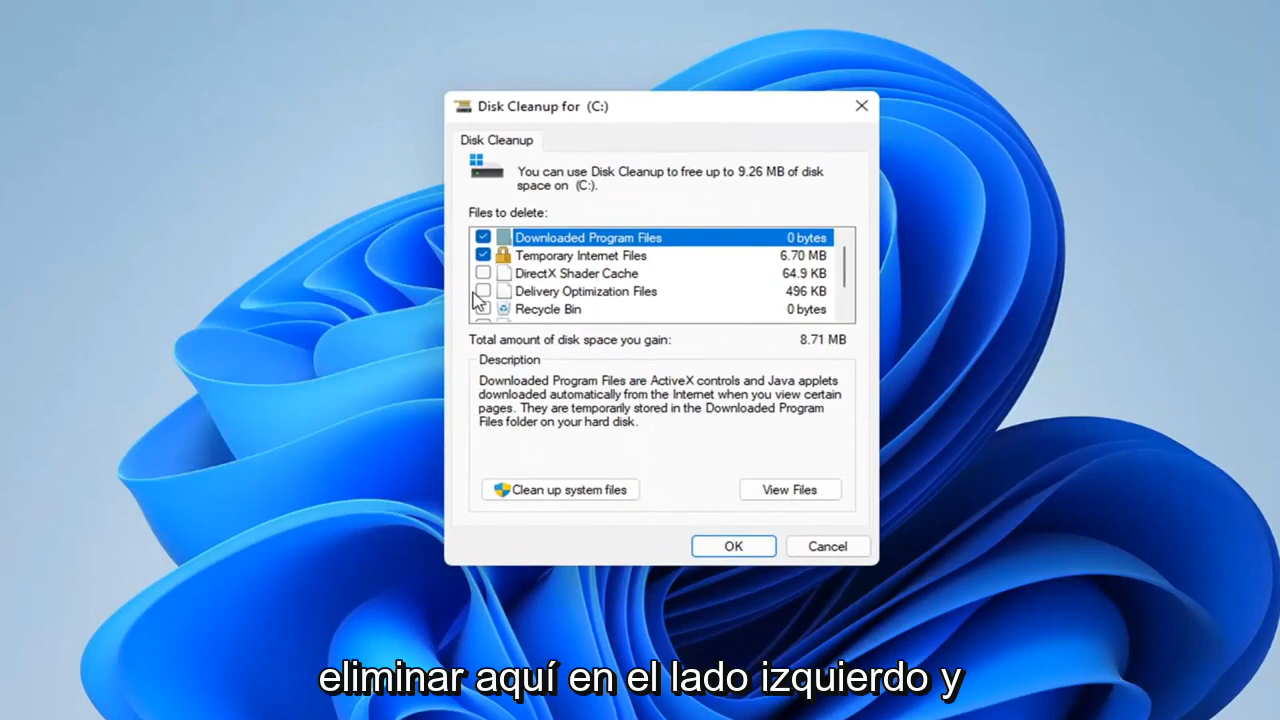 Disk Cleanup for (C:)
Disk Cleanup
You can use Disk Cleanup to free up to 9.26 MB of disk
space on (C:).
Files to delete:
Downloaded Program Files 0 bytes
Temporary Internet Files 6.70 MB
DirectX Shader Cache 64.9 KB
Delivery Optimization Files 496 KB
Recycle Bin 0 bytes
Total amount of disk space you gain: 8.71 MB
Description
Downloaded Program Files are ActiveX controls and Java applets
downloaded automatically from the Internet when you view certain
pages. They are temporarily stored in the Downloaded Program
Files folder on your hard disk.
Clean up system files View Files
OK Cancel
eliminar aquí en el lado izquierdo y